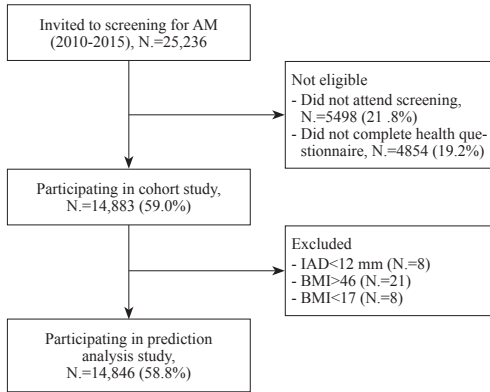 Invited to screening for AM
(2010-2015), N.=25,236
Not eligible
- Did not attend screening,
N.=5498 (21 .8%)
- Did not complete health que-
stionnaire, N.=4854 (19.2%)
Participating in cohort study,
N.=14,883 (59.0%)
Excluded
- IAD<12 mm (N.=8)
- BMI>46 (N.=21)
- BMI<17 (N.=8)
Participating in prediction
analysis study,
N.=14,846 (58.8%)